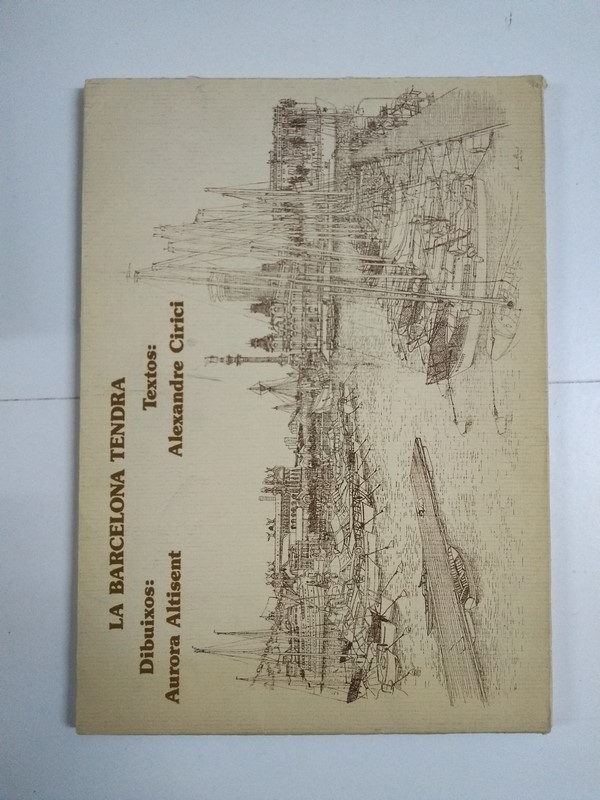 LA BARCELONA TENDRA
Dibuixos:
Aurora Altisent
Textos:
Alexandre Cirici